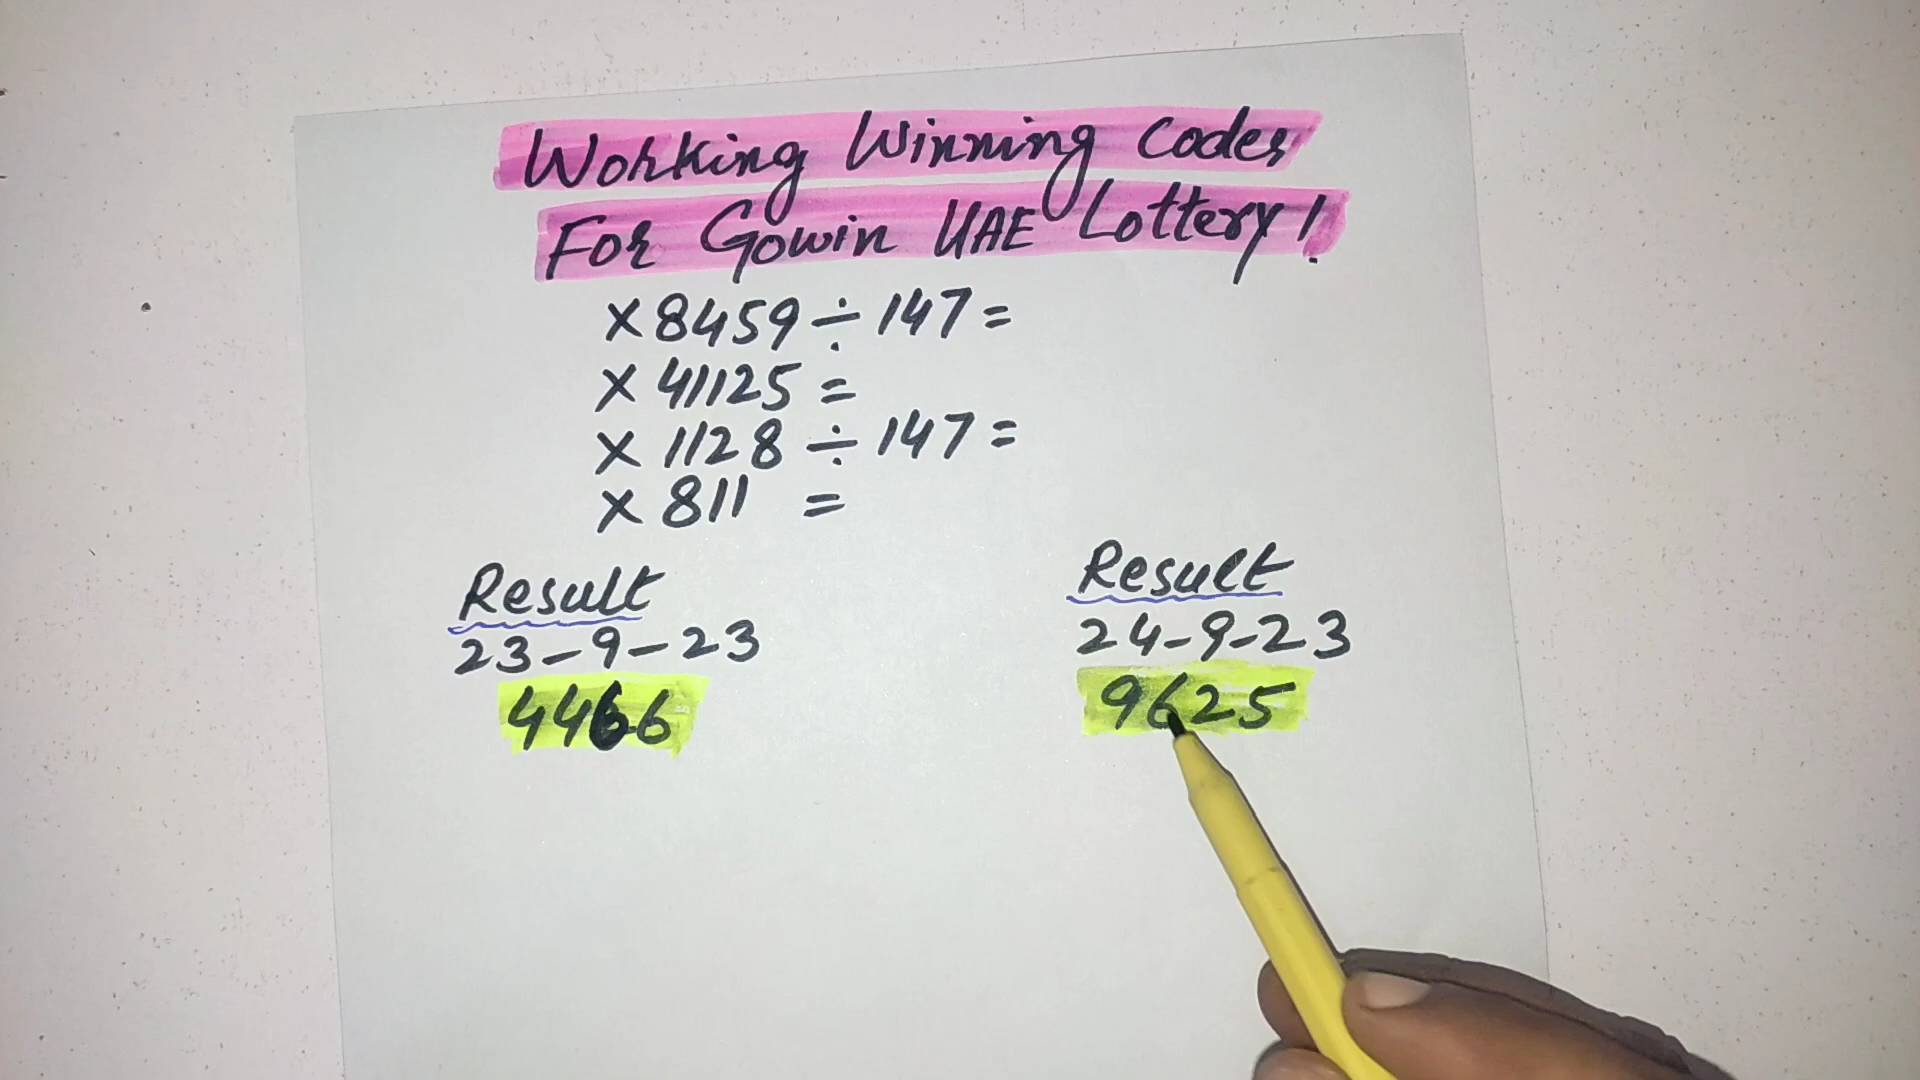 Working Winning Codes
For Gowin UAE Lottery!
×8459÷147=
×41125=
×1128÷147=
×811 =
Result
23-9-23
4466
Result
24-9-23
9625